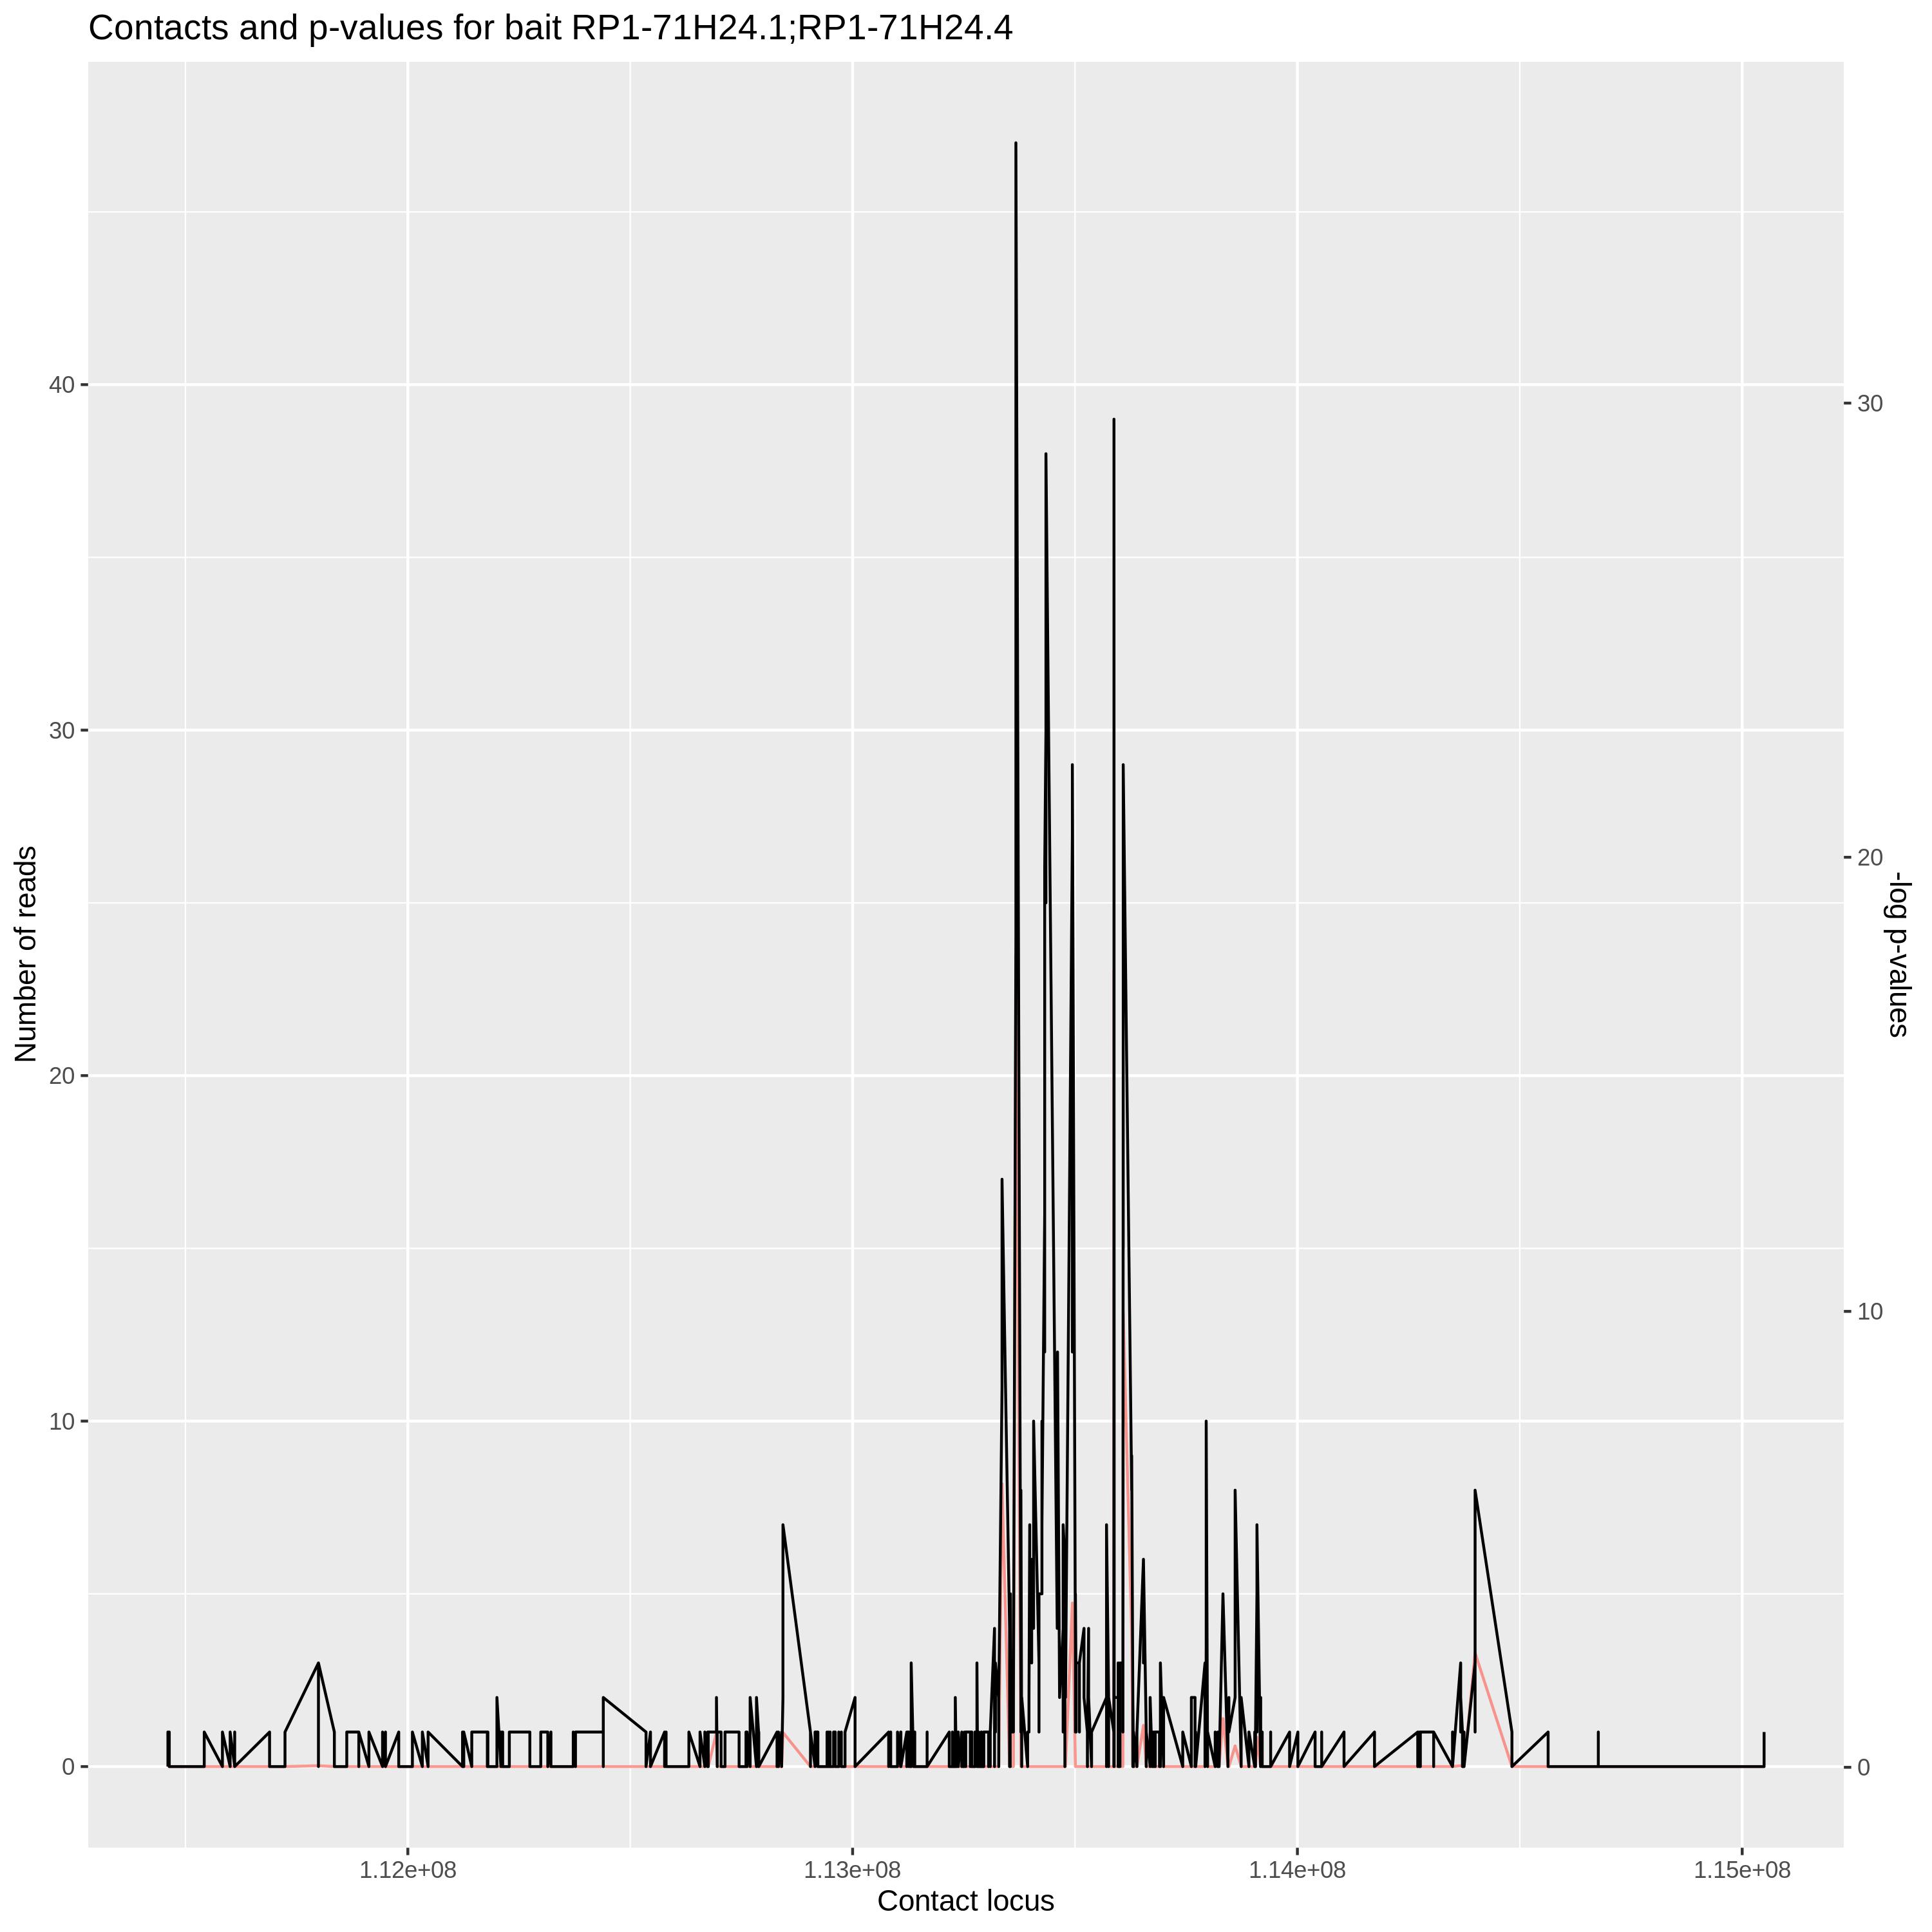 Contacts and p-values for bait RP1-71H24.1;RP1-71H24.4
Number of reads
40
30
20
10
0
30
20
10
0
-log p-values
1.12e+08
1.13e+08
1.14e+08
1.15e+08
Contact locus